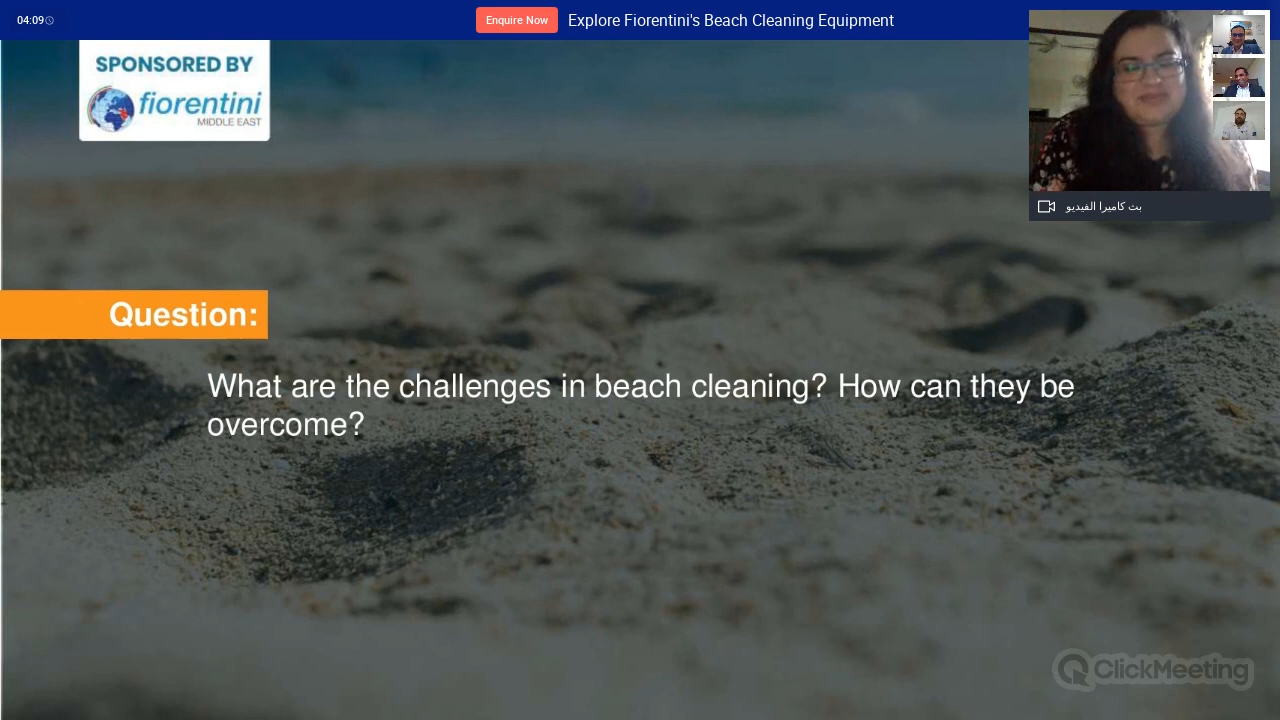 04:09
Enquire Now
Explore Fiorentini's Beach Cleaning Equipment
SPONSORED BY
fiorentini
MIDDLE EAST
بث كاميرا الفيديو
Question:
What are the challenges in beach cleaning? How can they be
overcome?
ClickMeeting